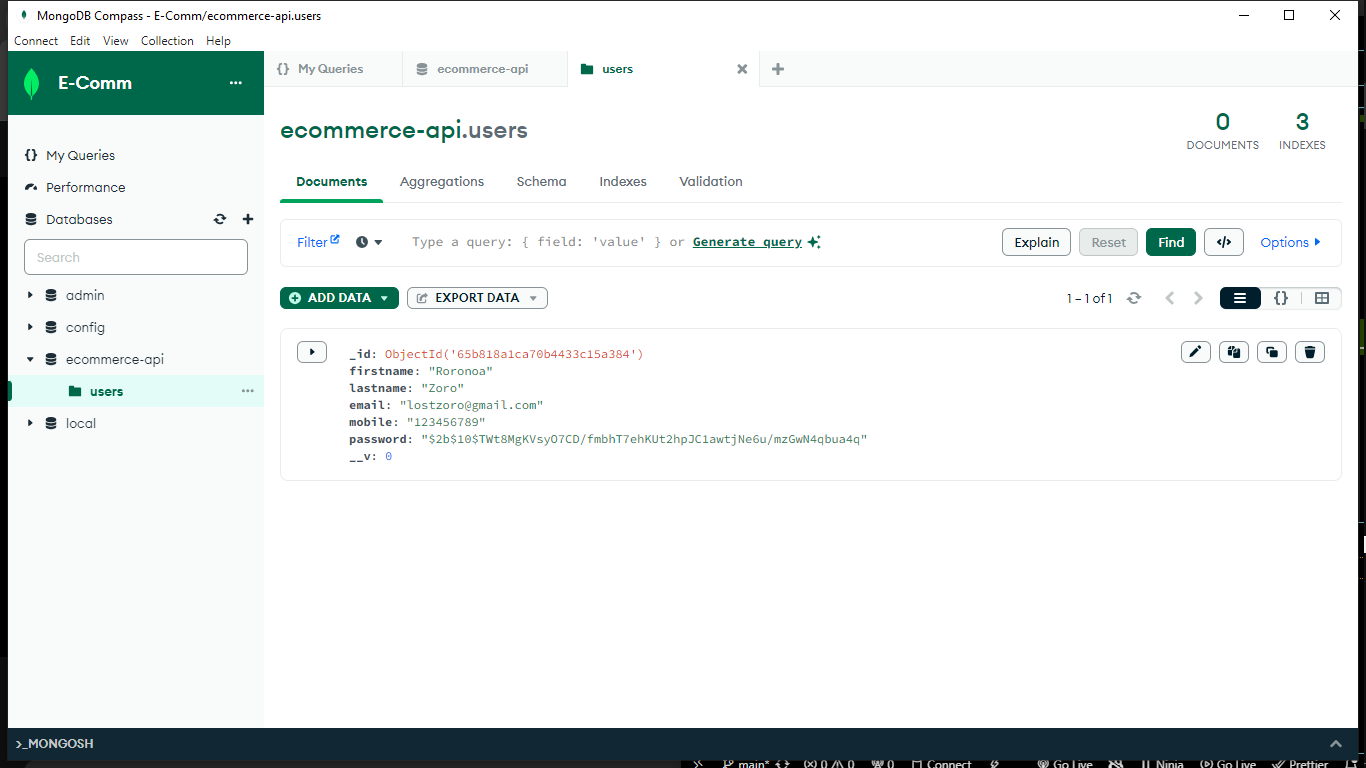 MongoDB Compass - E-Comm/ecommerce-api.users
Connect Edit View Collection Help
E-Comm
My Queries
Performance
Databases
Search
admin
config
ecommerce-api
users
local
My Queries
ecommerce-api
users
ecommerce-api.users
0
DOCUMENTS
3
INDEXES
Documents Aggregations Schema Indexes Validation
Filter
Type a query: { field: 'value' } or Generate query
Explain Reset Find </> Options
ADD DATA EXPORT DATA
1 – 1 of 1
_id: ObjectId('65b818a1ca70b4433c15a384')
firstname: "Roronoa"
lastname: "Zoro"
email: "lostzoro@gmail.com"
mobile: "123456789"
password: "$2b$10$TWt8MgKVsyO7CD/fmbhT7ehKUt2hpJC1awtjNe6u/mzGwN4qbua4q"
__v: 0
>_MONGOSH
main* 0 0 0 Connect Go Live Ninja Go Live Prettier